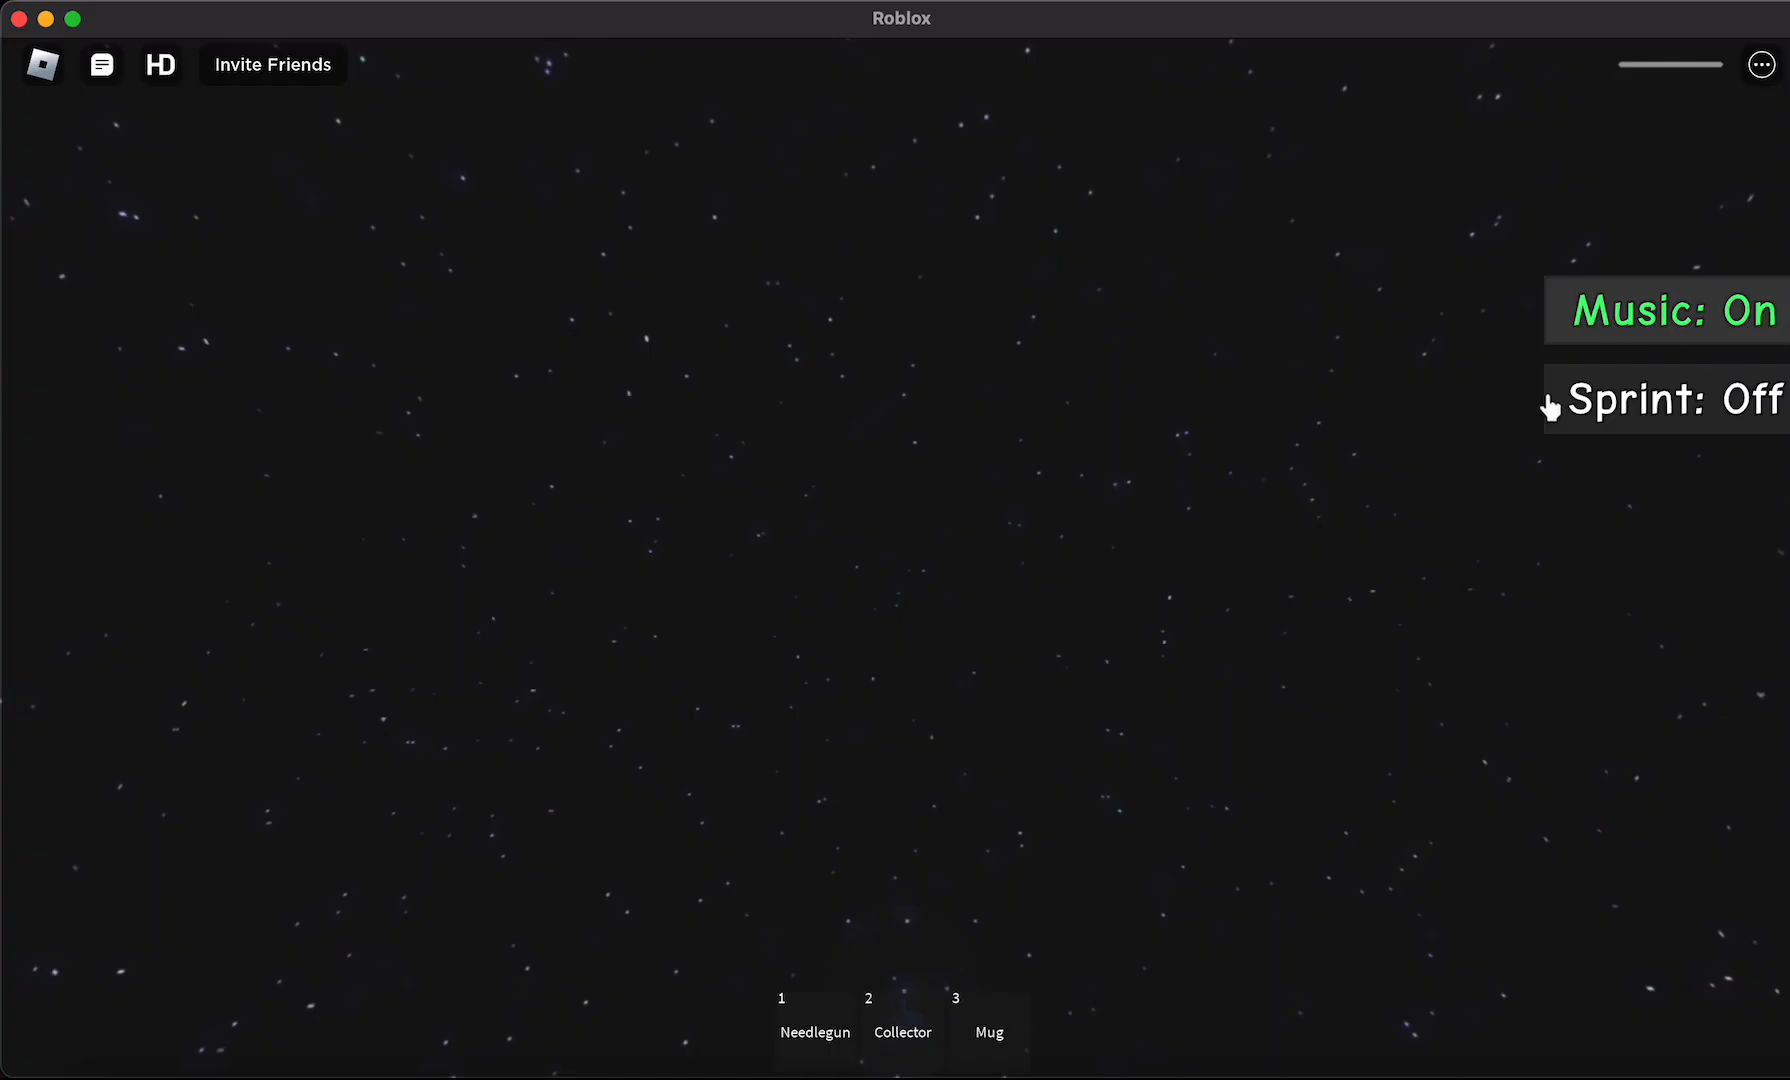 Roblox
HD
Invite Friends
Music: On
Sprint: Off
1
2
3
Needlegun
Collector
Mug